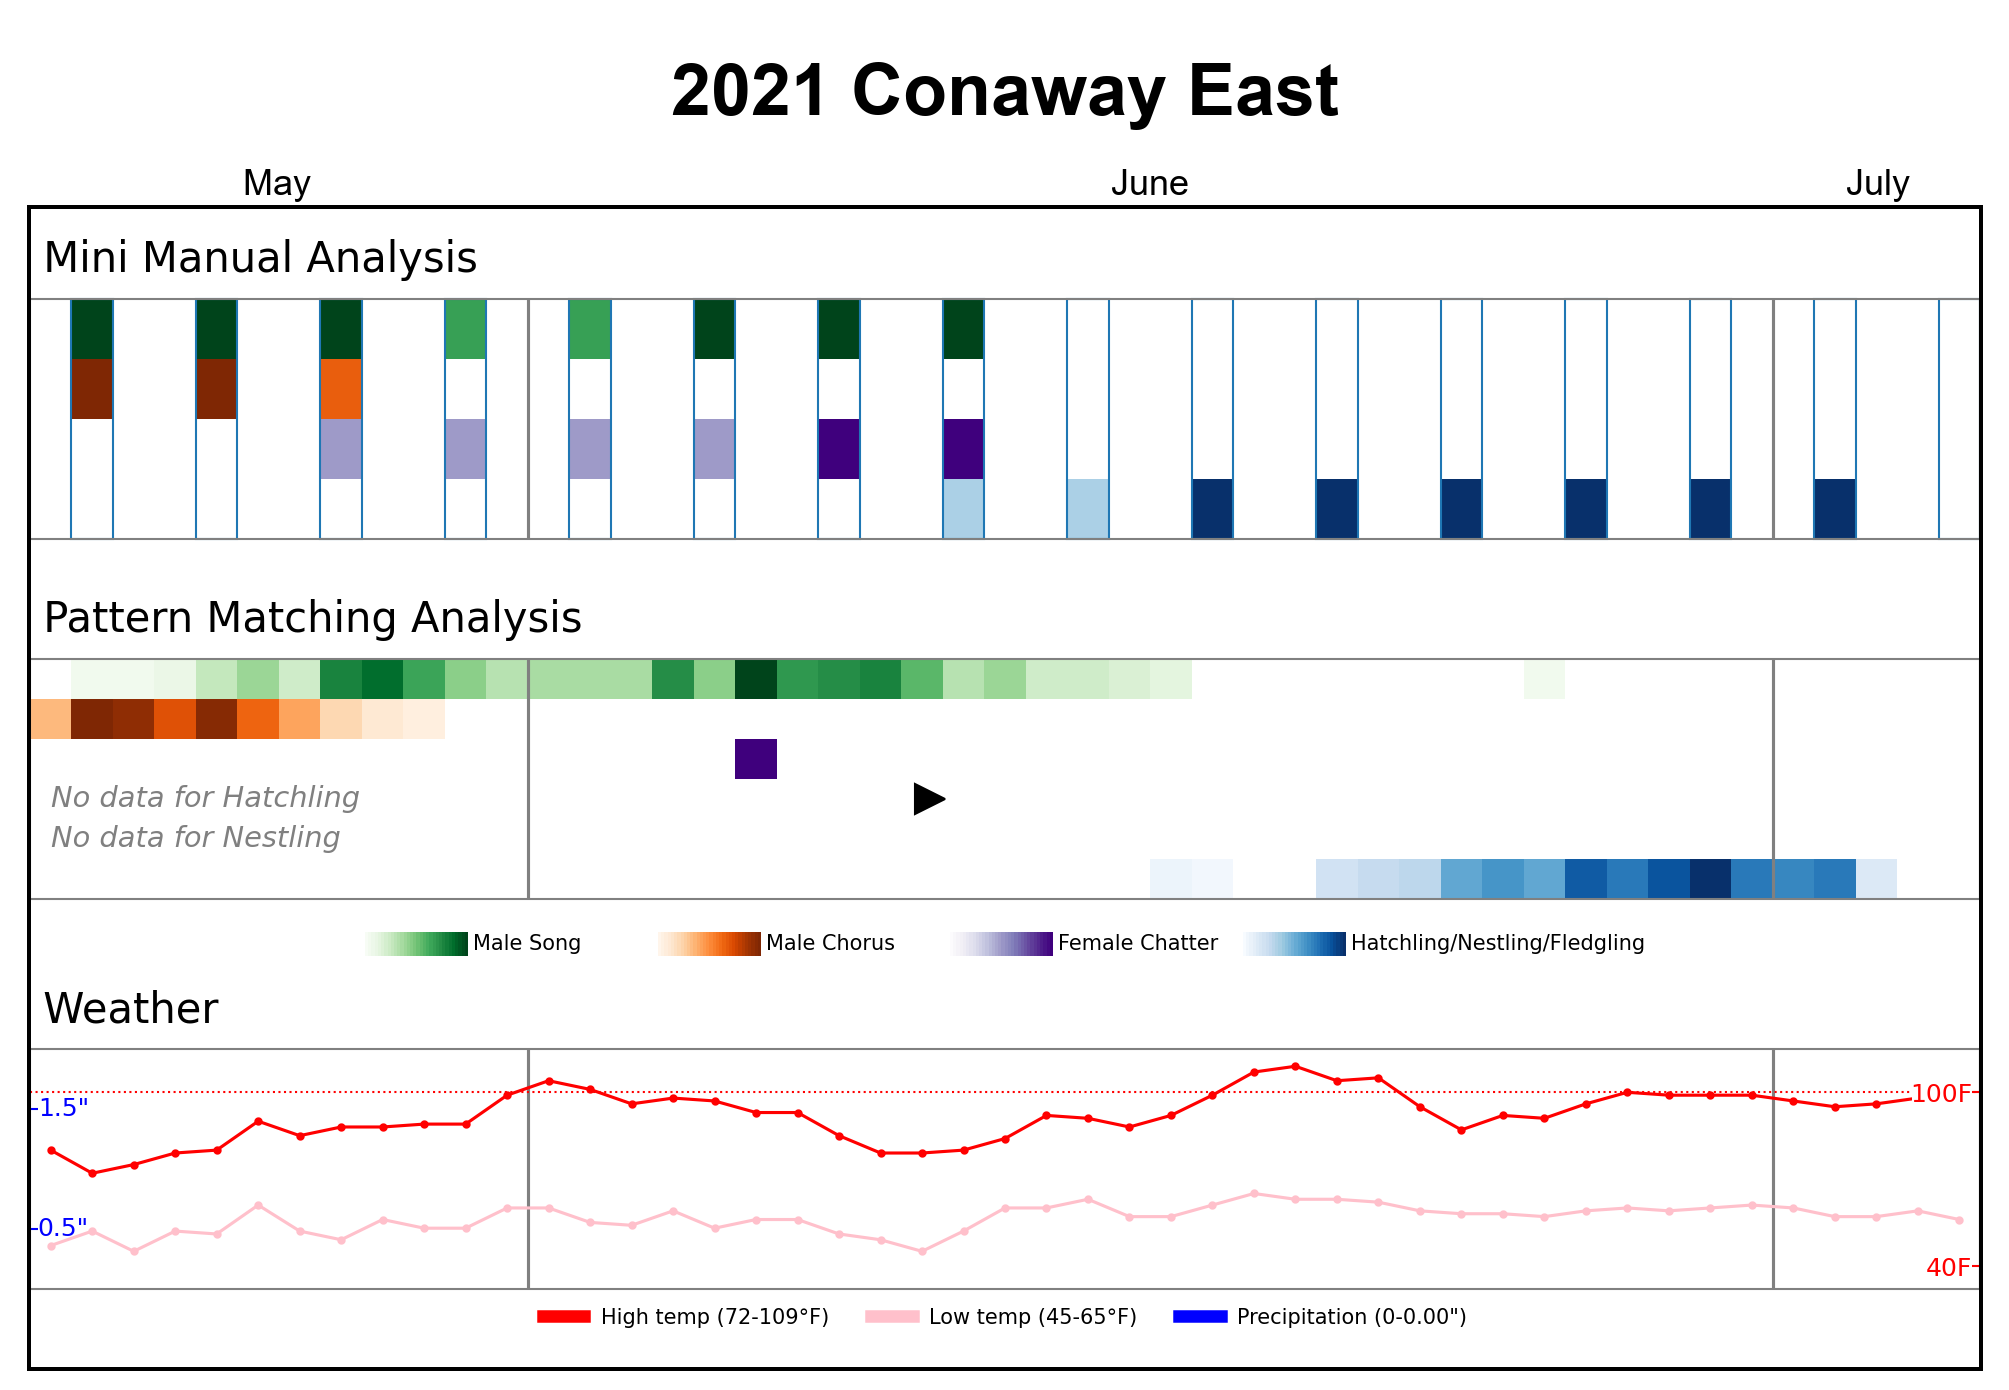 2021 Conaway East
May June July
Mini Manual Analysis
Pattern Matching Analysis
No data for Hatchling
No data for Nestling
Male Song Male Chorus Female Chatter Hatchling/Nestling/Fledgling
Weather
1.5" 100F
0.5"
40F
High temp (72-109°F) Low temp (45-65°F) Precipitation (0-0.00")